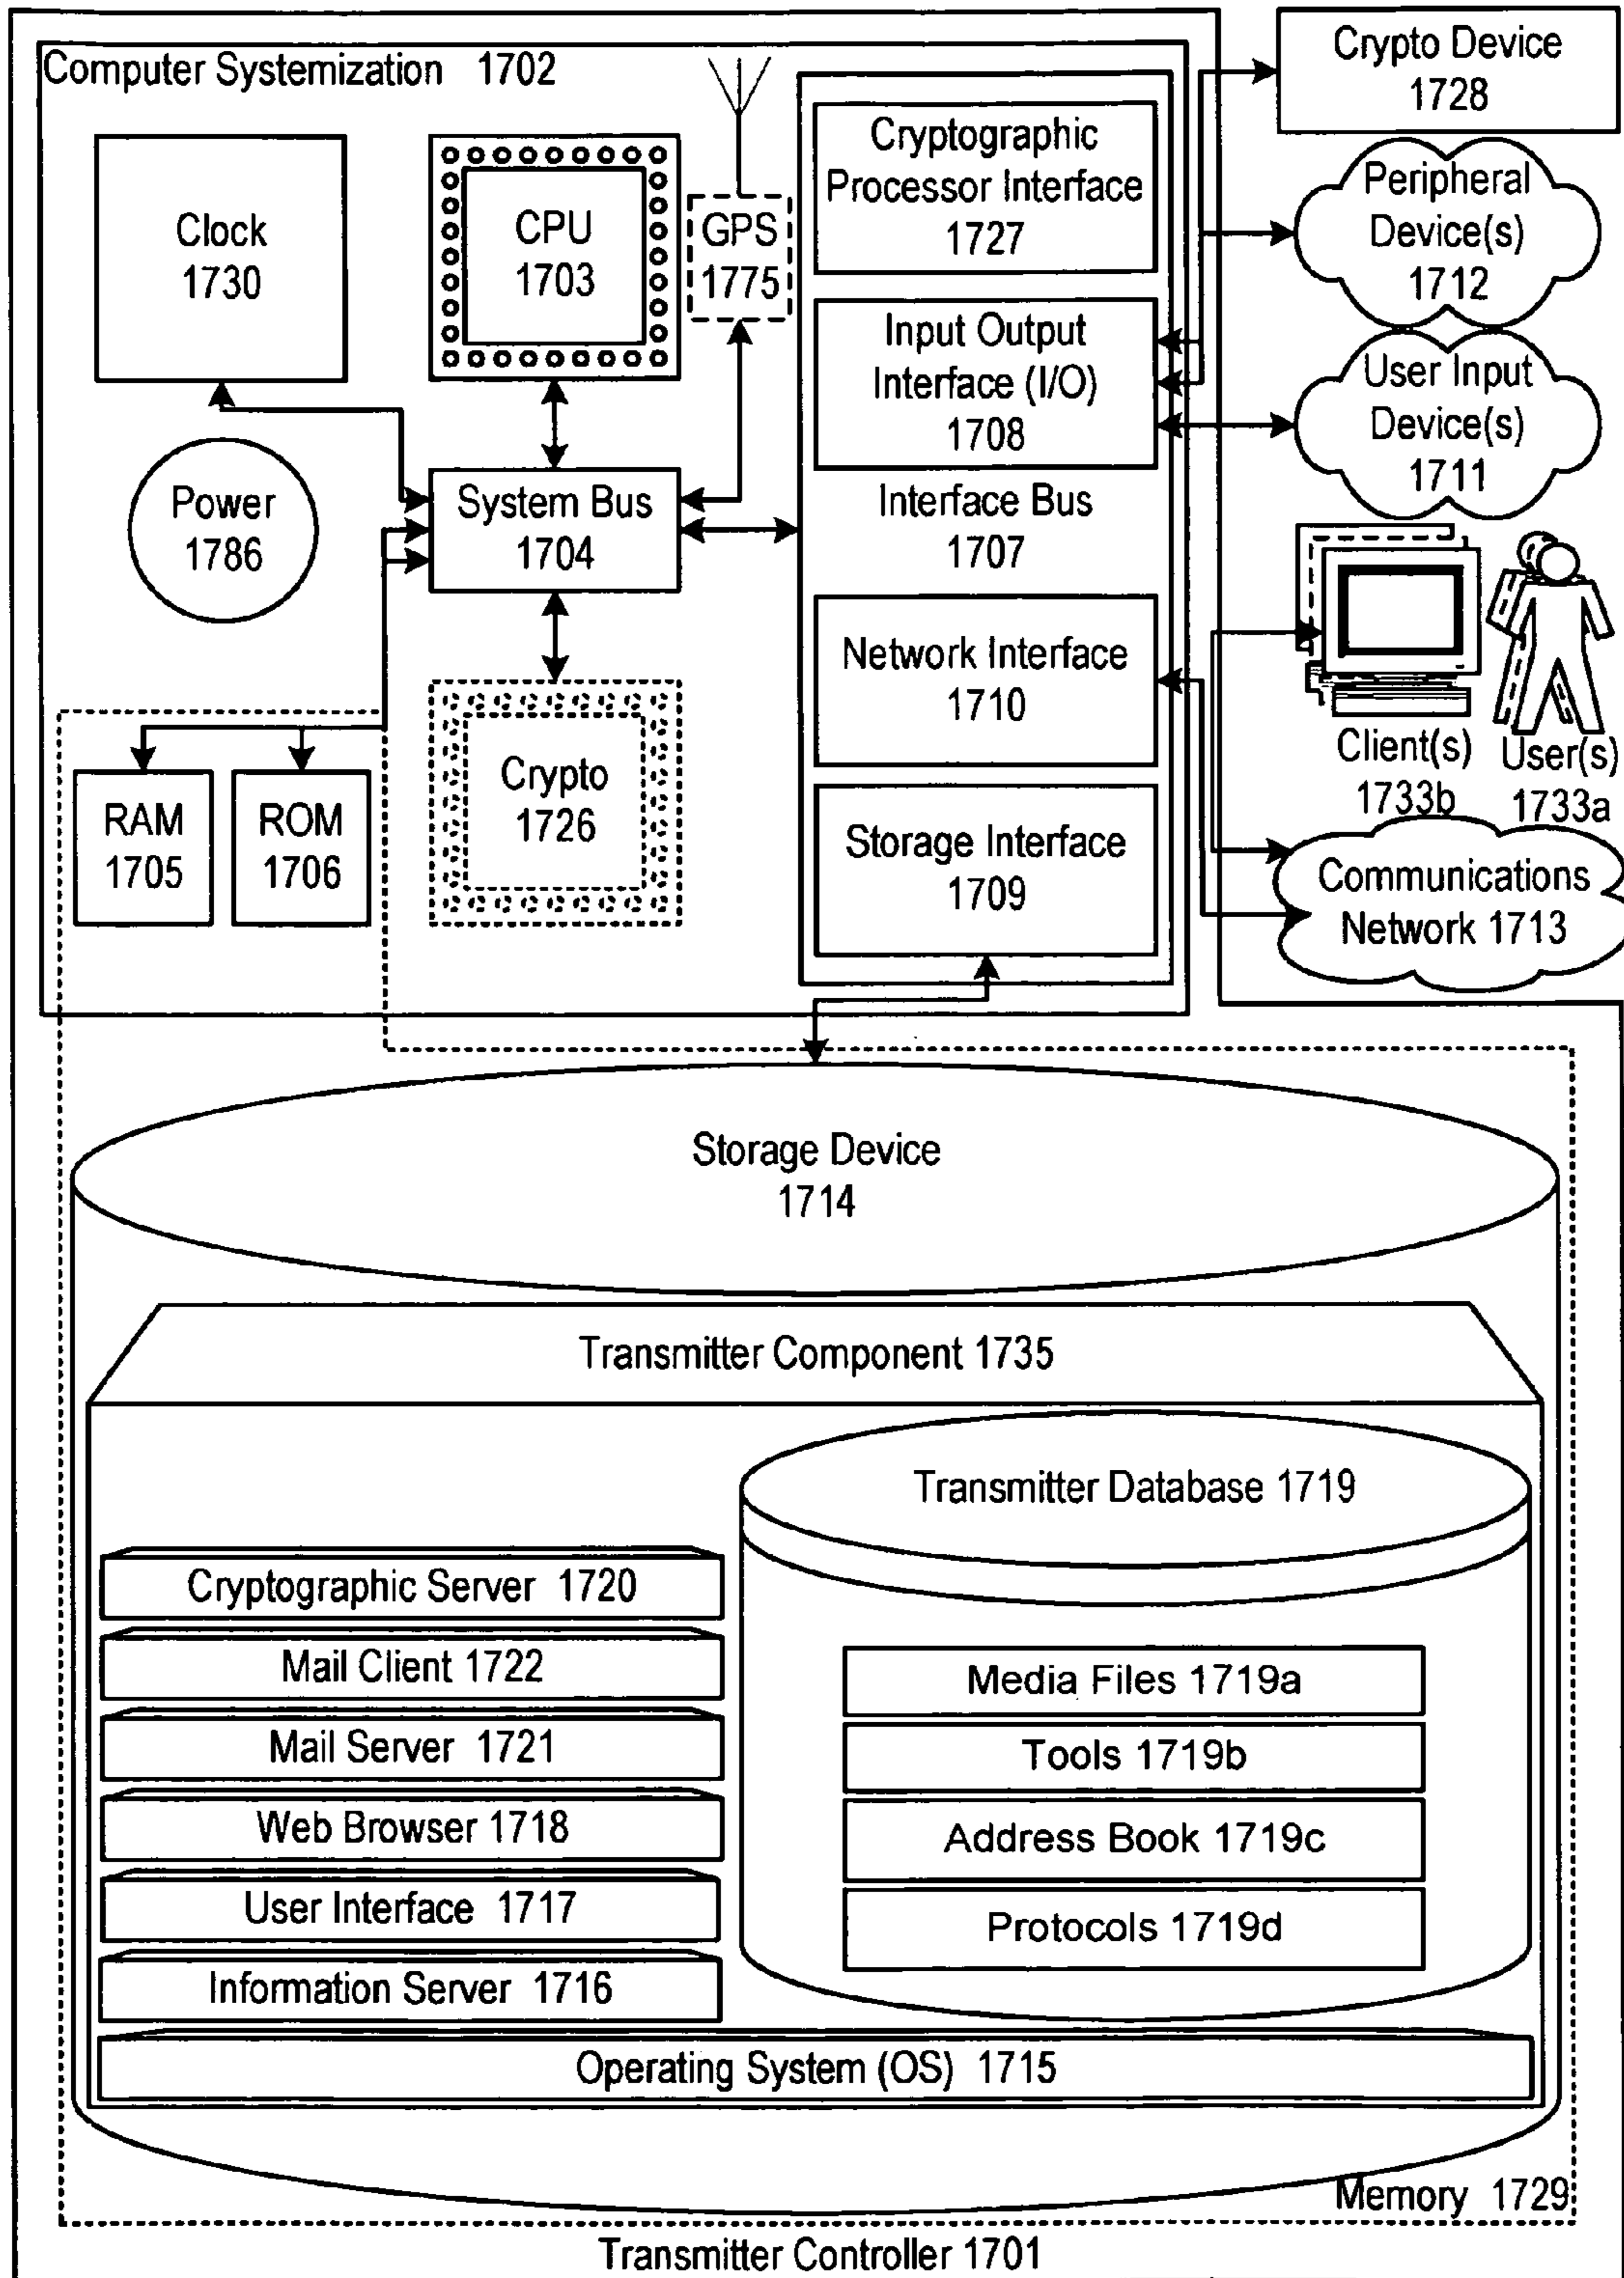 Computer Systemization 1702
Clock
1730
CPU
1703
GPS
1775
Power
1786
System Bus
1704
RAM
1705
ROM
1706
Crypto
1726
Cryptographic
Processor Interface
1727
Input Output
Interface (I/O)
1708
Interface Bus
1707
Network Interface
1710
Storage Interface
1709
Crypto Device
1728
Peripheral
Device(s)
1712
User Input
Device(s)
1711
Client(s)
1733b
User(s)
1733a
Communications
Network 1713
Storage Device
1714
Transmitter Component 1735
Transmitter Database 1719
Cryptographic Server 1720
Mail Client 1722
Mail Server 1721
Web Browser 1718
User Interface 1717
Information Server 1716
Media Files 1719a
Tools 1719b
Address Book 1719c
Protocols 1719d
Operating System (OS) 1715
Memory 1729
Transmitter Controller 1701